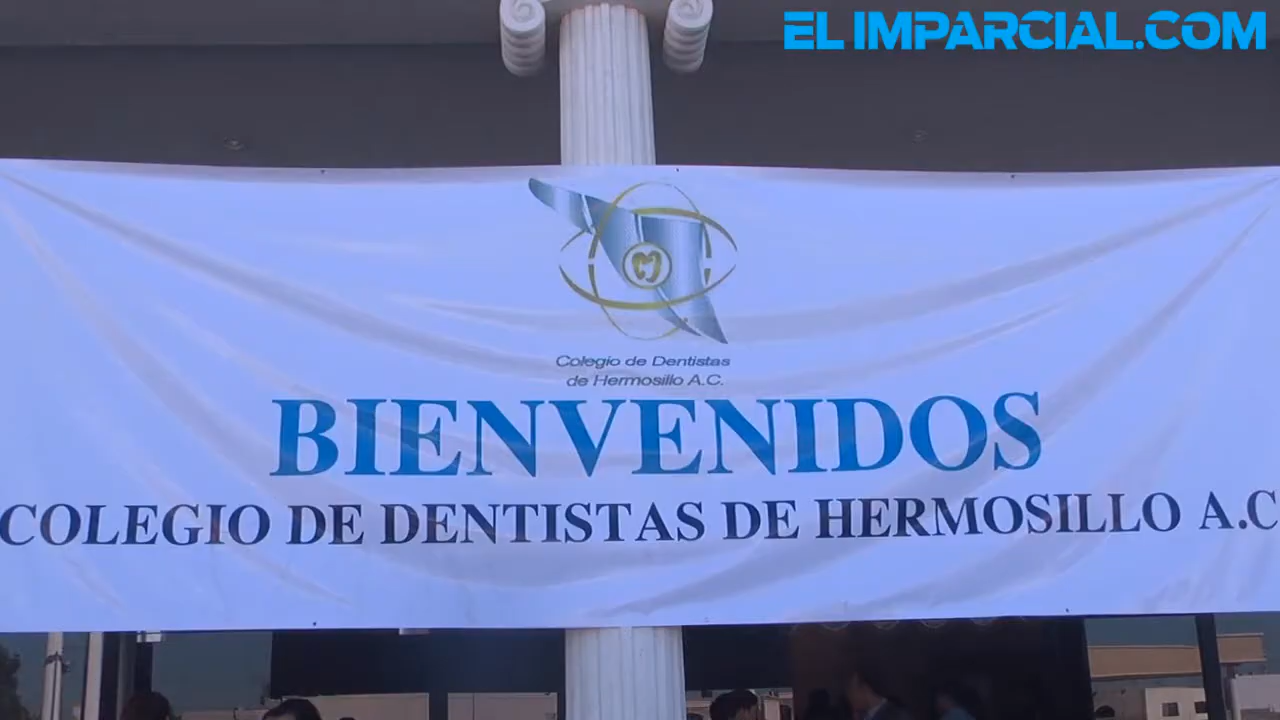 EL IMPARCIAL.COM
Colegio de Dentistas
de Hermosillo A.C.
BIENVENIDOS
COLEGIO DE DENTISTAS DE HERMOSILLO A.C